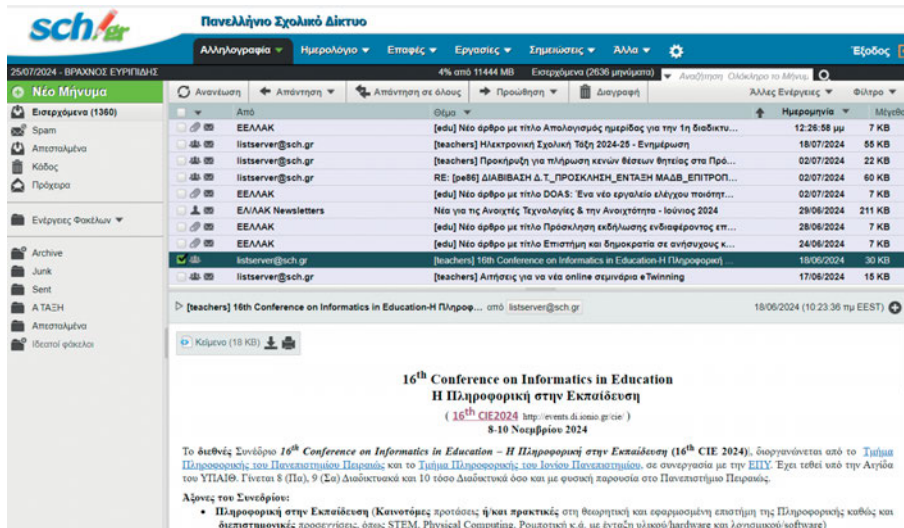 sch.gr
Πανελλήνιο Σχολικό Δίκτυο
Αλληλογραφία Ημερολόγιο Επαφές Εργασίες Σημειώσεις Άλλα Έξοδος
25/07/2024 - ΒΡΑΧΝΟΣ ΕΥΡΙΠΙΔΗΣ 4% από 11444 MB Εισερχόμενα (2636 μηνύματα) Αναζήτηση Ολόκληρο το Μήνυμ
Νέο Μήνυμα Ανανέωση Απάντηση Απάντηση σε όλους Προώθηση Διαγραφή Άλλες Ενέργειες Φίλτρο
Εισερχόμενα (1360)
Spam
Απεσταλμένα
Κάδος
Πρόχειρα
Ενέργειες Φακέλων
Archive
Junk
Sent
Α ΤΑΞΗ
Απεσταλμένα
Ιδεατοί φάκελοι
Από Θέμα Ημερομηνία Μέγεθο
ΕΕΛΛΑΚ [edu] Νέο άρθρο με τίτλο Απολογισμός ημερίδας για την 1η διαδικτυ... 12:26:58 μμ 7 KB
listserver@sch.gr [teachers] Ηλεκτρονική Σχολική Τάξη 2024-25 - Ενημέρωση 18/07/2024 55 KB
listserver@sch.gr [teachers] Προκήρυξη για πλήρωση κενών θέσεων θητείας στα Πρό... 02/07/2024 22 KB
listserver@sch.gr RE: [pe86] ΔΙΑΒΙΒΑΣΗ Δ.Τ_ΠΡΟΣΚΛΗΣΗ_ΕΝΤΑΞΗ ΜΑΔΒ_ΕΠΙΤΡΟΠ... 02/07/2024 60 KB
ΕΕΛΛΑΚ [edu] Νέο άρθρο με τίτλο DOAS: Ένα νέο εργαλείο ελέγχου ποιότητ... 02/07/2024 7 KB
ΕΛ/ΛΑΚ Newsletters Νέα για τις Ανοιχτές Τεχνολογίες & την Ανοιχτότητα - Ιούνιος 2024 29/06/2024 211 KB
ΕΕΛΛΑΚ [edu] Νέο άρθρο με τίτλο Πρόσκληση εκδήλωσης ενδιαφέροντος επ... 28/06/2024 7 KB
ΕΕΛΛΑΚ [edu] Νέο άρθρο με τίτλο Επιστήμη και δημοκρατία σε ανήσυχους κ... 24/06/2024 7 KB
listserver@sch.gr [teachers] 16th Conference on Informatics in Education-Η Πληροφορική ... 18/06/2024 30 KB
listserver@sch.gr [teachers] Αιτήσεις για να νέα online σεμινάρια eTwinning 17/06/2024 15 KB
[teachers] 16th Conference on Informatics in Education-Η Πληροφ... από listserver@sch.gr 18/06/2024 (10:23:36 πμ EEST)
Κείμενο (18 KB)
16th Conference on Informatics in Education
Η Πληροφορική στην Εκπαίδευση
( 16th CIE2024 http://events.di.ionio.gr/cie/ )
8-10 Νοεμβρίου 2024
Το διεθνές Συνέδριο 16th Conference on Informatics in Education – Η Πληροφορική στην Εκπαίδευση (16th CIE 2024), διοργανώνεται από το Τμήμα
Πληροφορικής του Πανεπιστημίου Πειραιώς και το Τμήμα Πληροφορικής του Ιονίου Πανεπιστημίου, σε συνεργασία με την ΕΠΥ. Έχει τεθεί υπό την Αιγίδα
του ΥΠΑΙΘ. Γίνεται 8 (Πα), 9 (Σα) Διαδικτυακά και 10 τόσο Διαδυκτυά όσο και με φυσική παρουσία στο Πανεπιστήμιο Πειραιώς.
Άξονες του Συνεδρίου:
• Πληροφορική στην Εκπαίδευση (Καινοτόμες προτάσεις ή/και πρακτικές στη θεωρητική και εφαρμοσμένη επιστήμη της Πληροφορικής καθώς και
διεπιστημονικές προσεγγίσεις, όπως STEM, Physical Computing, Ρομποτική κ.ά. με ένταξη υλικού/hardware και λογισμικού/software)